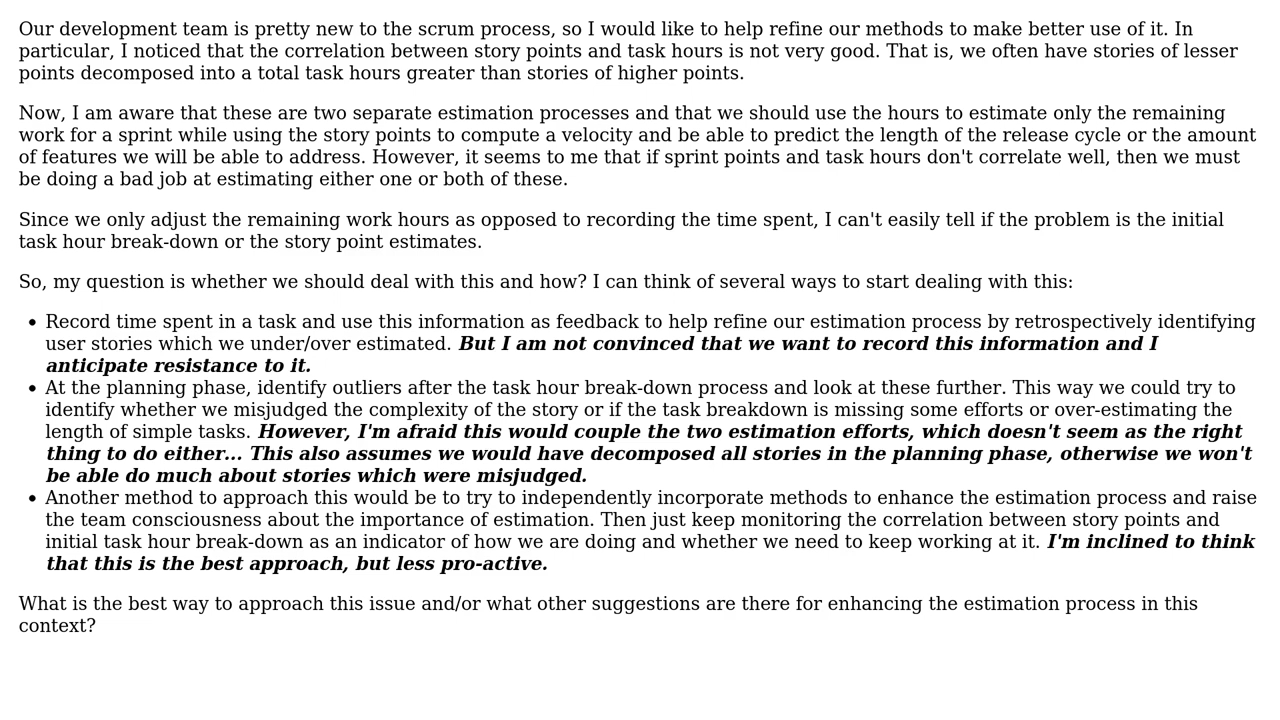 Our development team is pretty new to the scrum process, so I would like to help refine our methods to make better use of it. In
particular, I noticed that the correlation between story points and task hours is not very good. That is, we often have stories of lesser
points decomposed into a total task hours greater than stories of higher points.
Now, I am aware that these are two separate estimation processes and that we should use the hours to estimate only the remaining
work for a sprint while using the story points to compute a velocity and be able to predict the length of the release cycle or the amount
of features we will be able to address. However, it seems to me that if sprint points and task hours don't correlate well, then we must
be doing a bad job at estimating either one or both of these.
Since we only adjust the remaining work hours as opposed to recording the time spent, I can't easily tell if the problem is the initial
task hour break-down or the story point estimates.
So, my question is whether we should deal with this and how? I can think of several ways to start dealing with this:
• Record time spent in a task and use this information as feedback to help refine our estimation process by retrospectively identifying
user stories which we under/over estimated. But I am not convinced that we want to record this information and I
anticipate resistance to it.
• At the planning phase, identify outliers after the task hour break-down process and look at these further. This way we could try to
identify whether we misjudged the complexity of the story or if the task breakdown is missing some efforts or over-estimating the
length of simple tasks. However, I'm afraid this would couple the two estimation efforts, which doesn't seem as the right
thing to do either... This also assumes we would have decomposed all stories in the planning phase, otherwise we won't
be able do much about stories which were misjudged.
• Another method to approach this would be to try to independently incorporate methods to enhance the estimation process and raise
the team consciousness about the importance of estimation. Then just keep monitoring the correlation between story points and
initial task hour break-down as an indicator of how we are doing and whether we need to keep working at it. I'm inclined to think
that this is the best approach, but less pro-active.
What is the best way to approach this issue and/or what other suggestions are there for enhancing the estimation process in this
context?